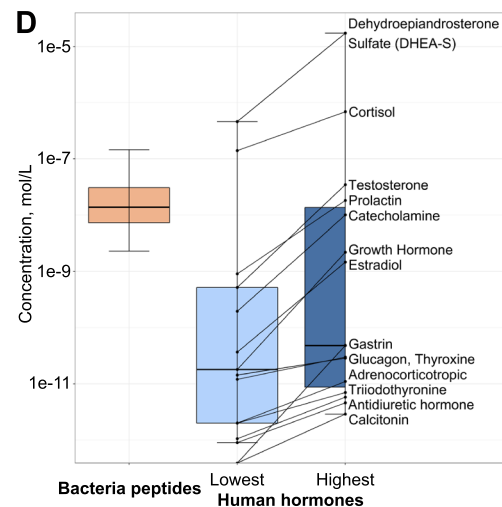 D
Concentration, mol/L
1e-5
1e-7
1e-9
1e-11
Dehydroepiandrosterone
Sulfate (DHEA-S)
Cortisol
Testosterone
Prolactin
Catecholamine
Growth Hormone
Estradiol
Gastrin
Glucagon, Thyroxine
Adrenocorticotropic
Triiodothyronine
Antidiuretic hormone
Calcitonin
Bacteria peptides
Lowest
Highest
Human hormones